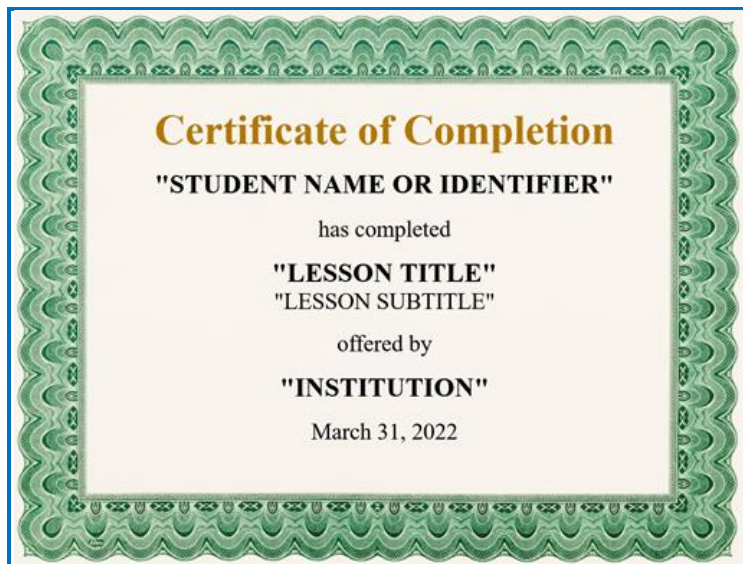 Certificate of Completion
"STUDENT NAME OR IDENTIFIER"
has completed
"LESSON TITLE"
"LESSON SUBTITLE"
offered by
"INSTITUTION"
March 31, 2022